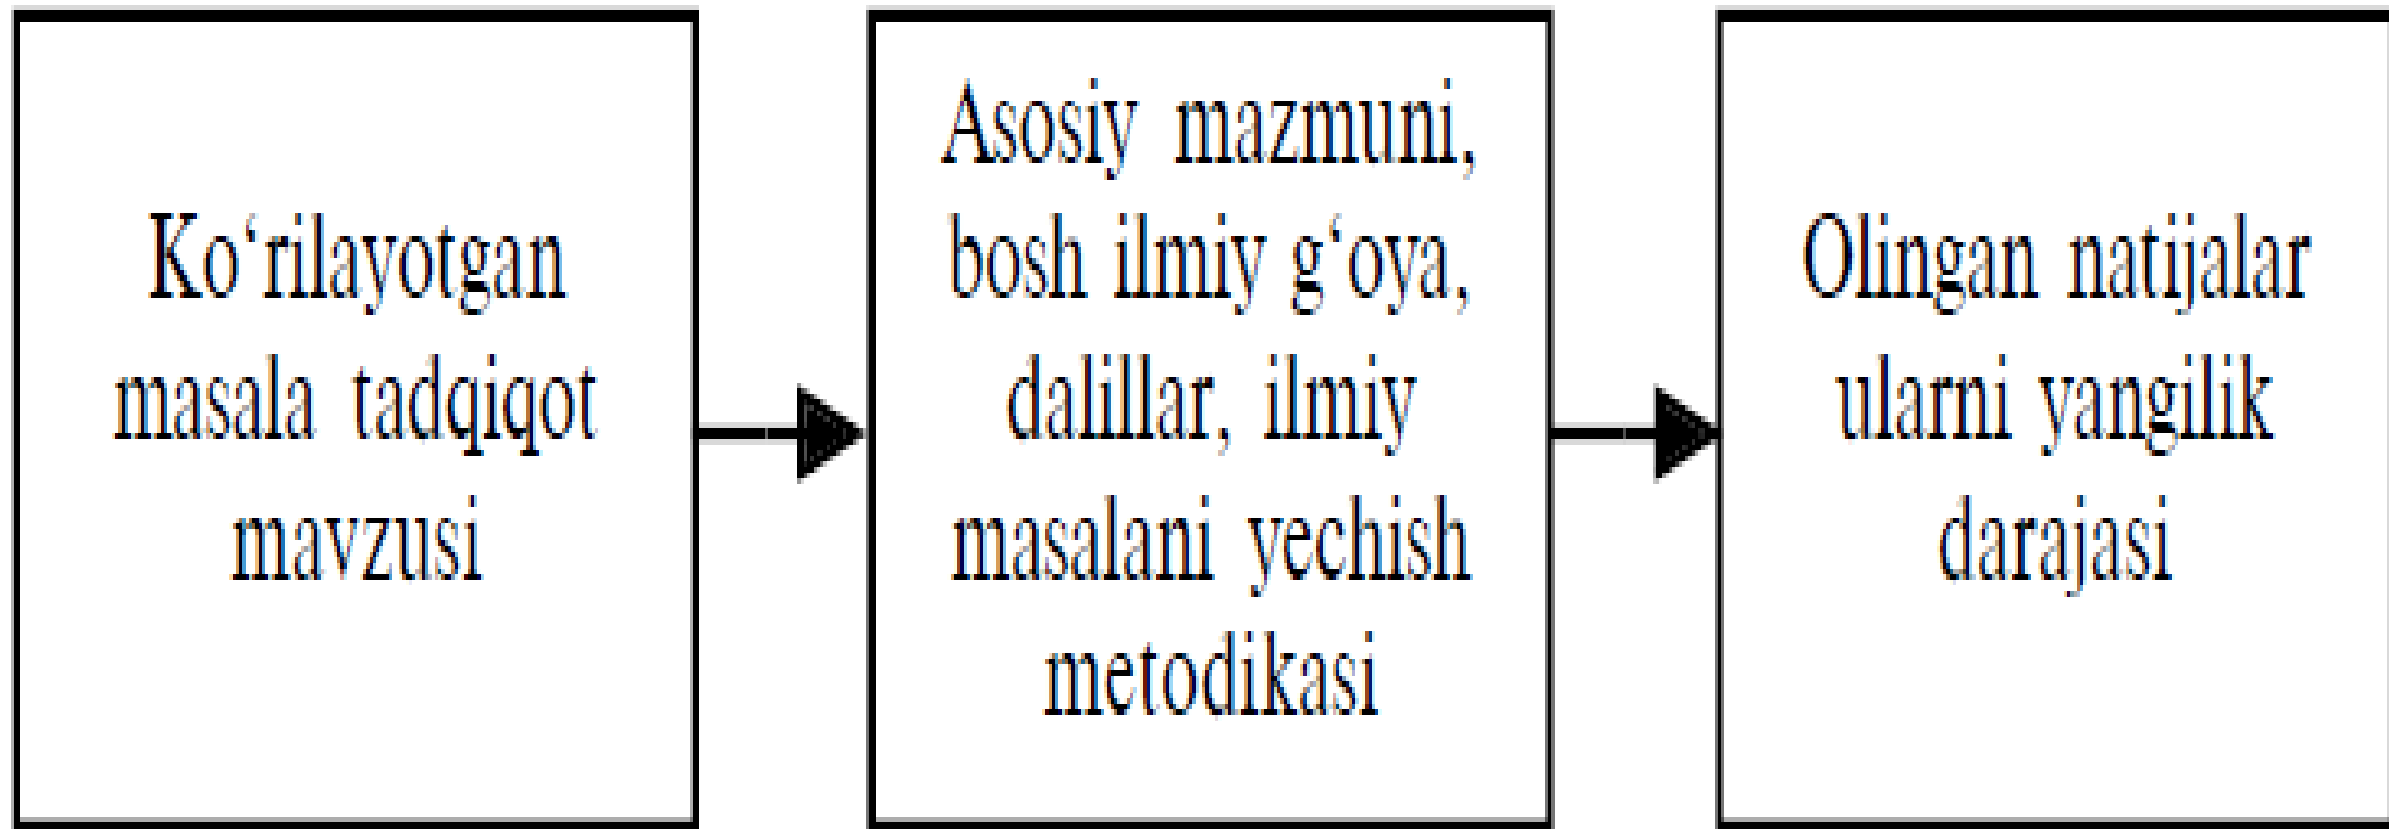 Ko‘rilayotgan
masala tadqiqot
mavzusi
Asosiy mazmuni,
bosh ilmiy g‘oya,
dalillar, ilmiy
masalani yechish
metodikasi
Olingan natijalar
ularni yangilik
darajasi